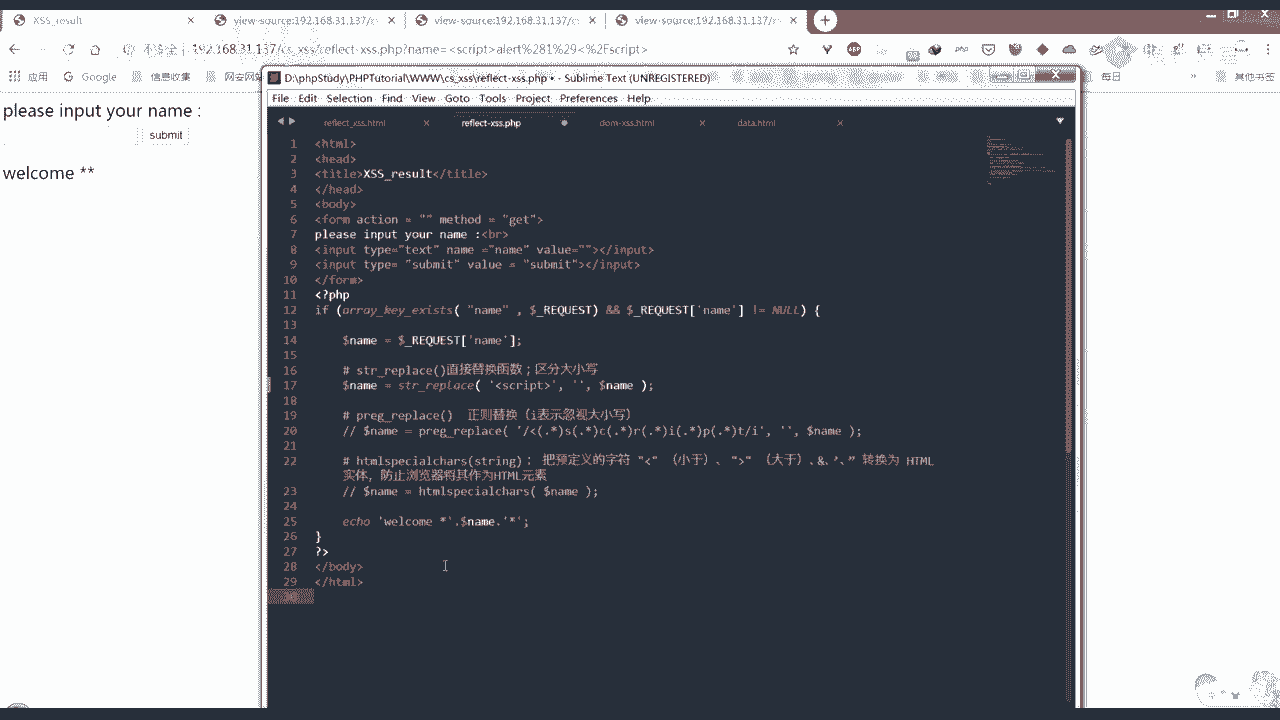 XSS_result
view-source:192.168.31.137/c
view-source:192.168.31.137/c
view-source:192.168.31.137/c
192.168.31.137/cs_xss/reflect-xss.php?name=<script>alert%281%29<%2Fscript>
应用
Google
信息收集
每日
其他书签
please input your name :
submit
welcome **
D:\phpStudy\PHPTutorial\WWW\cs_xss\reflect-xss.php • - Sublime Text (UNREGISTERED)
File Edit Selection Find View Goto Tools Project Preferences Help
reflect_xss.html
reflect-xss.php
dom-xss.html
data.html
1 <html>
2 <head>
3 <title>XSS_result</title>
4 </head>
5 <body>
6 <form action = "" method = "get">
7 please input your name :<br>
8 <input type="text" name ="name" value=""></input>
9 <input type= "submit" value = "submit"></input>
10 </form>
11 <?php
12 if (array_key_exists( "name" , $_REQUEST) && $_REQUEST['name'] != NULL) {
13
14 $name = $_REQUEST['name'];
15
16 # str_replace()直接替换函数；区分大小写
17 $name = str_replace( '<script>', '', $name );
18
19 # preg_replace() 正则替换（i表示忽视大小写）
20 // $name = preg_replace( '/<(.*)s(.*)c(.*)r(.*)i(.*)p(.*)t/i', '', $name );
21
22 # htmlspecialchars(string)： 把预定义的字符 "<" （小于）、 ">" （大于）、&、'、" 转换为 HTML
实体，防止浏览器将其作为HTML元素
23 // $name = htmlspecialchars( $name );
24
25 echo 'welcome *'.$name.'*';
26 }
27 ?>
28 </body>
29 </html>
30